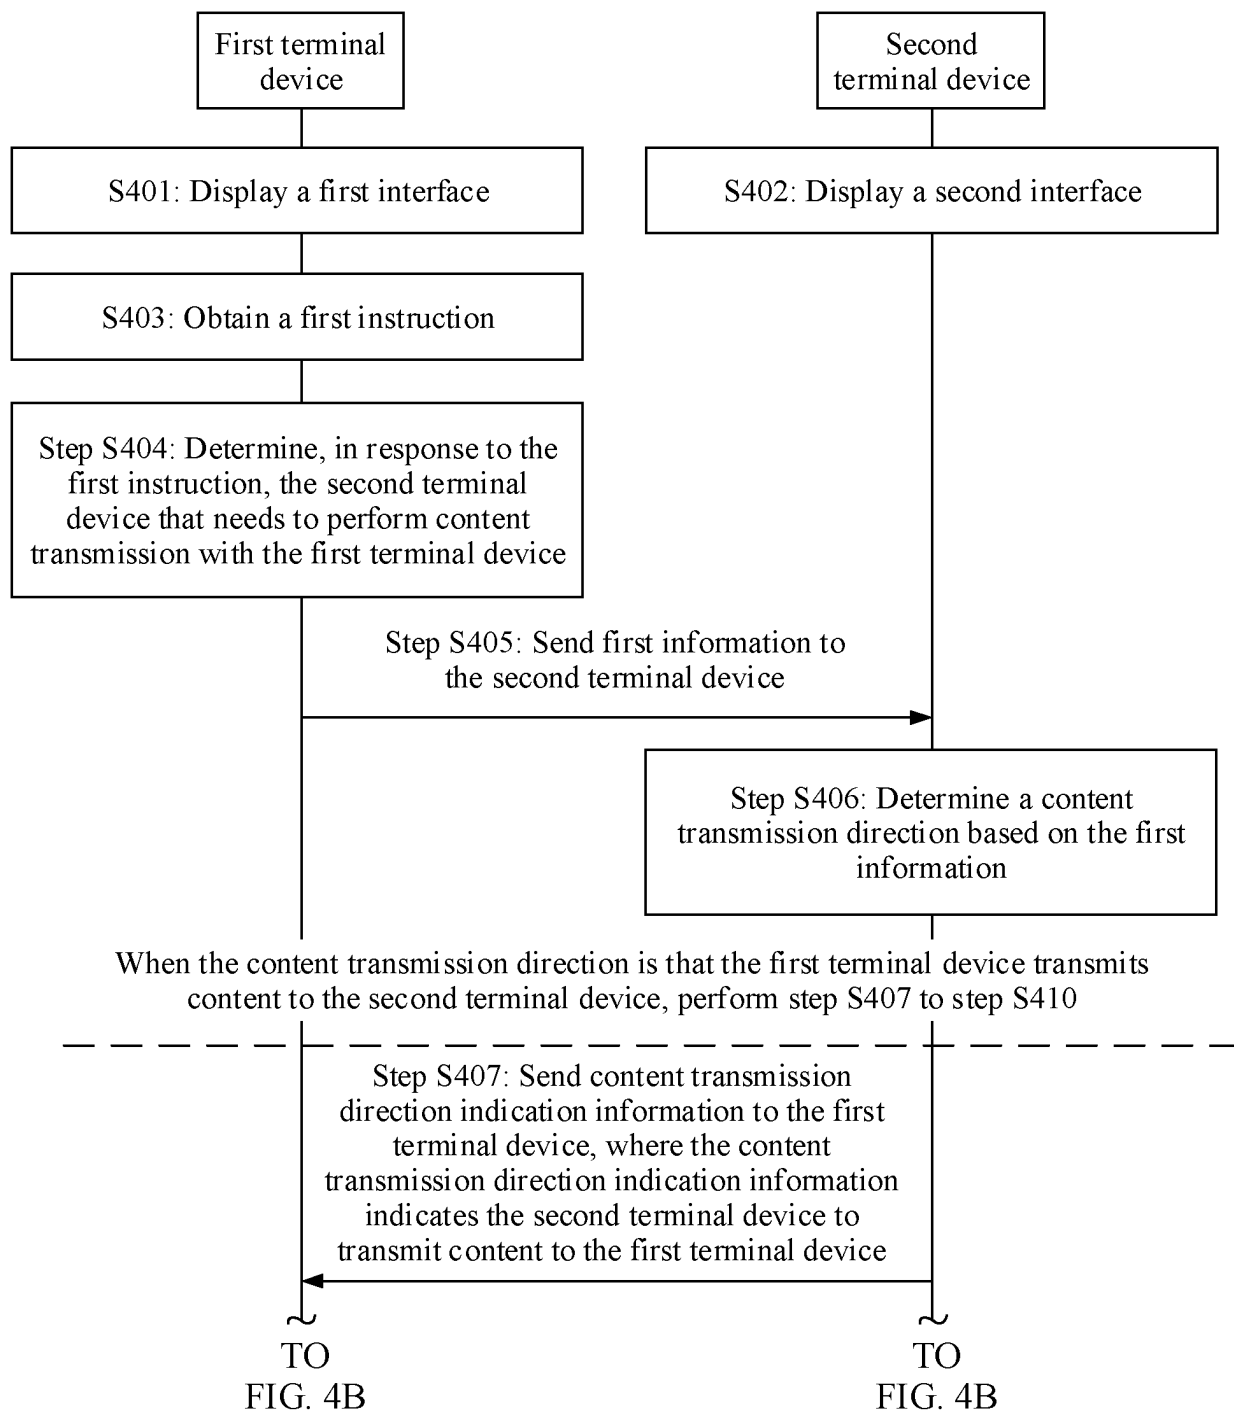 First terminal
device
Second
terminal device
S401: Display a first interface
S402: Display a second interface
S403: Obtain a first instruction
Step S404: Determine, in response to the
first instruction, the second terminal
device that needs to perform content
transmission with the first terminal device
Step S405: Send first information to
the second terminal device
Step S406: Determine a content
transmission direction based on the first
information
When the content transmission direction is that the first terminal device transmits
content to the second terminal device, perform step S407 to step S410
Step S407: Send content transmission
direction indication information to the first
terminal device, where the content
transmission direction indication information
indicates the second terminal device to
transmit content to the first terminal device
TO
FIG. 4B
TO
FIG. 4B